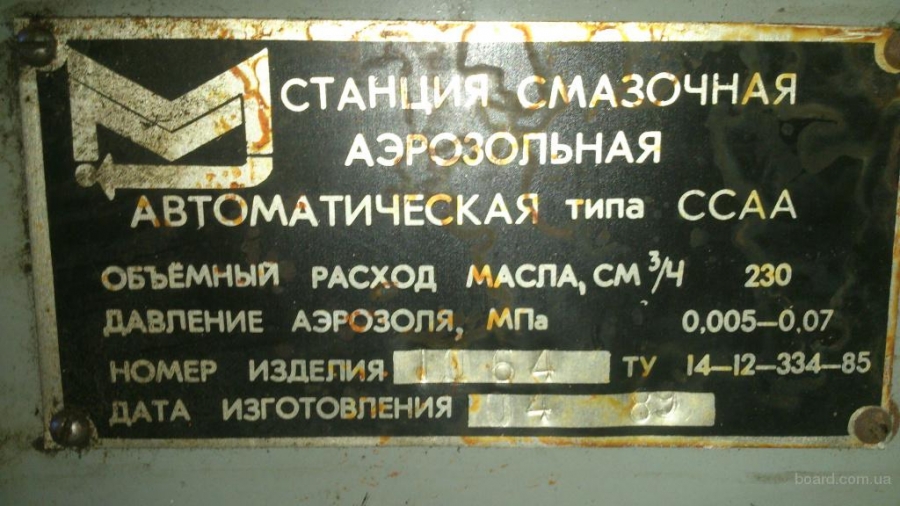 СТАНЦИЯ СМАЗОЧНАЯ
АЭРОЗОЛЬНАЯ
АВТОМАТИЧЕСКАЯ типа ССАА
ОБЪЁМНЫЙ РАСХОД МАСЛА, СМ³/Ч 230
ДАВЛЕНИЕ АЭРОЗОЛЯ, МПа 0,005–0,07
НОМЕР ИЗДЕЛИЯ ТУ 14–12–334–85
ДАТА ИЗГОТОВЛЕНИЯ
board.com.ua